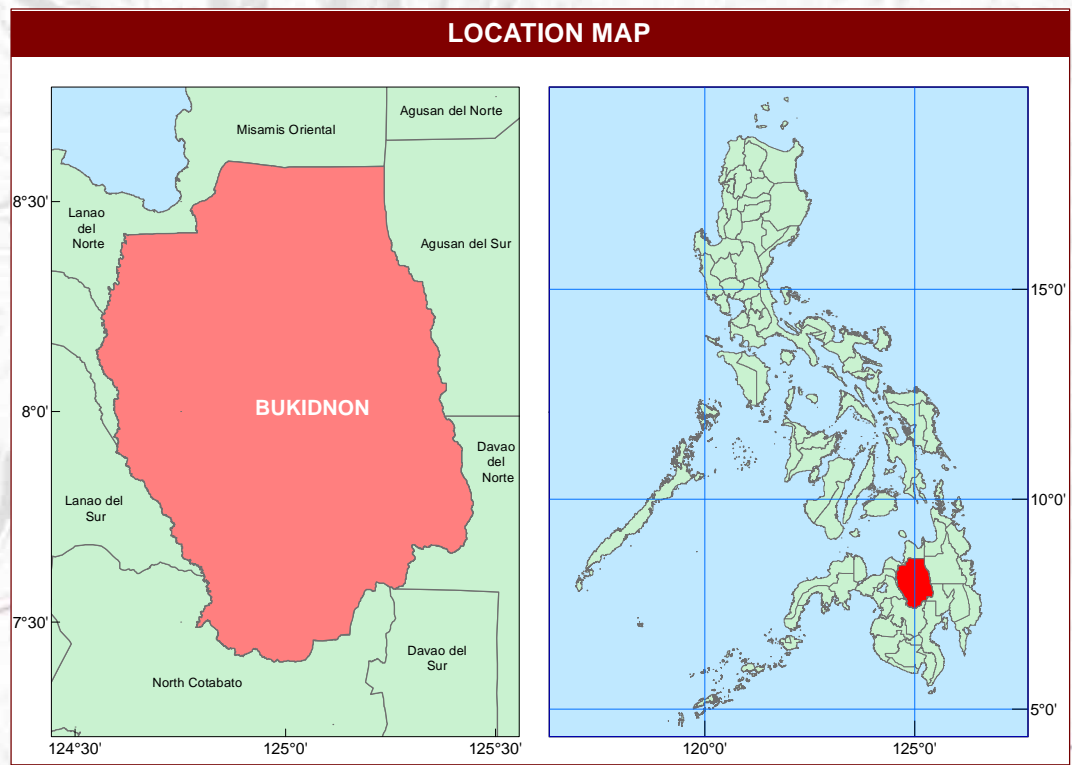 LOCATION MAP
Misamis Oriental
Agusan del Norte
8°30'
Lanao
del
Norte
Agusan del Sur
8°0'
BUKIDNON
Davao
del
Norte
Lanao del
Sur
7°30'
Davao del
Sur
North Cotabato
124°30'
125°0'
125°30'
15°0'
10°0'
5°0'
120°0'
125°0'